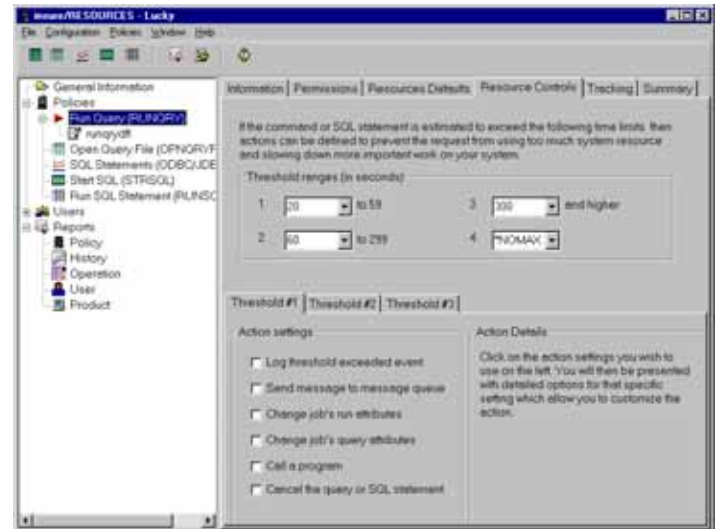 insure/RESOURCES - Lucky
File Configuration Policies Window Help
General Information
Policies
Run Query (RUNQRY)
runqrydft
Open Query File (OPNQRYF
SQL Statements (ODBC/JDE
Start SQL (STRSQL)
Run SQL Statement (RUNSC
Users
Reports
Policy
History
Operation
User
Product
Information Permissions Resources Defaults Resource Controls Tracking Summary
If the command or SQL statement is estimated to exceed the following time limits, then
actions can be defined to prevent the request from using too much system resource
and slowing down more important work on your system.
Threshold ranges (in seconds)
1 20 to 59 3 300 and higher
2 60 to 299 4 *NOMAX
Threshold #1 Threshold #2 Threshold #3
Action settings
Log threshold exceeded event
Send message to message queue
Change job's run attributes
Change job's query attributes
Call a program
Cancel the query or SQL statement
Action Details
Click on the action settings you wish to
use on the left. You will then be presented
with detailed options for that specific
setting which allow you to customize the
action.